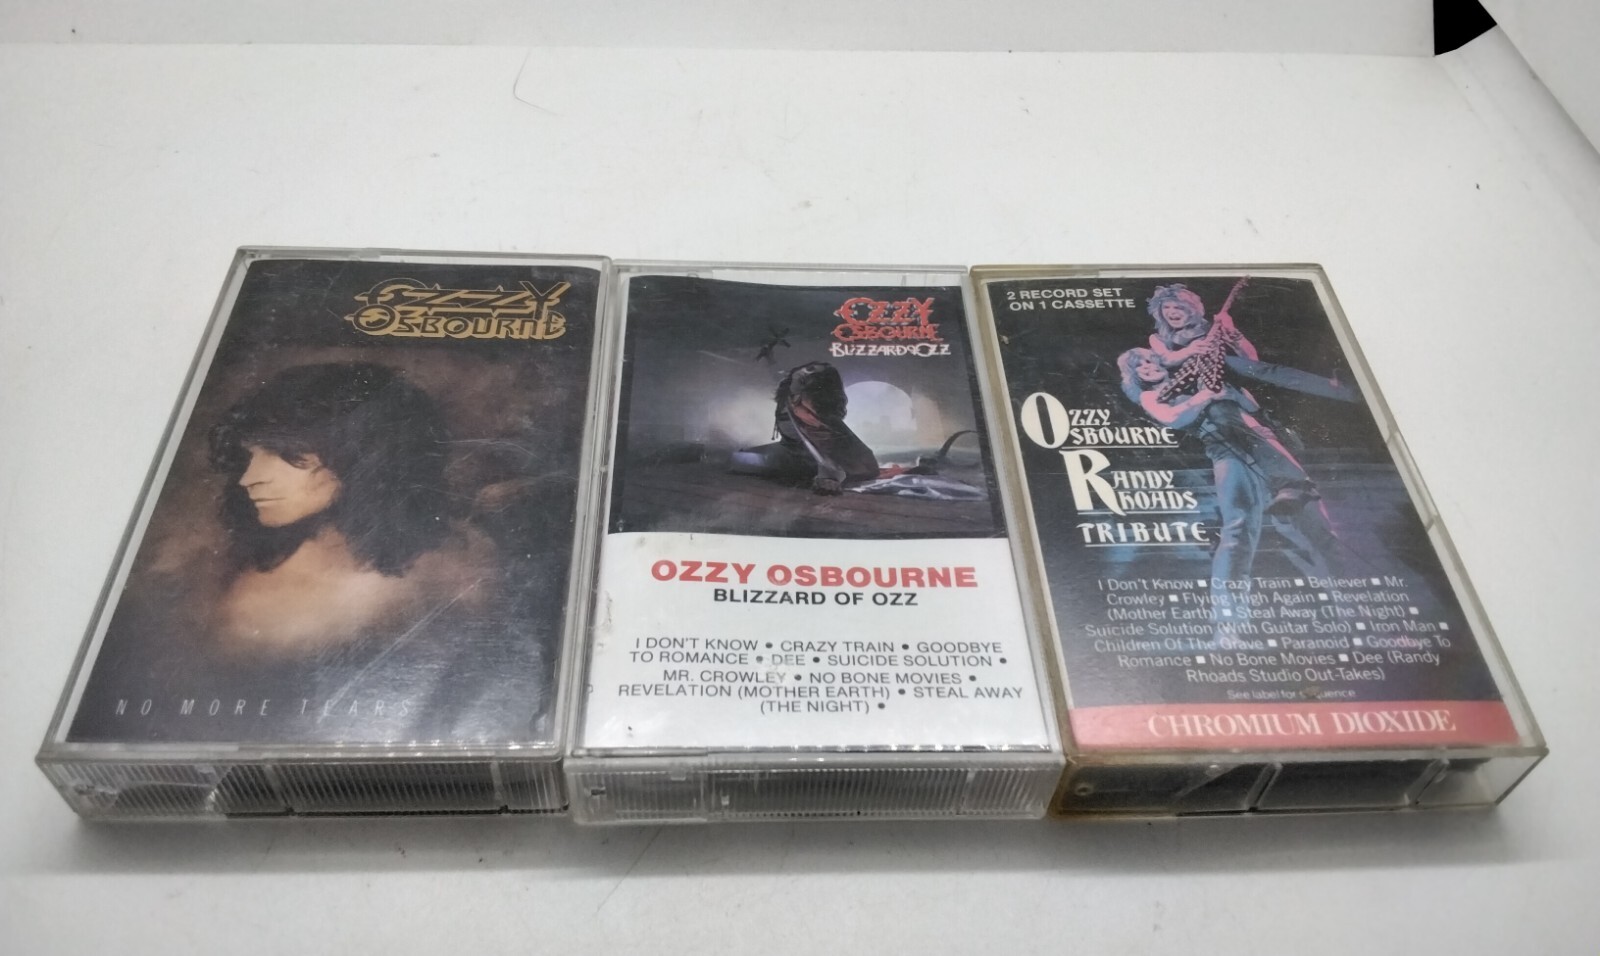 OZZY
OSBOURNE
NO MORE TEARS
OZZY
OSBOURNE
BLIZZARD OF OZZ
OZZY OSBOURNE
BLIZZARD OF OZZ
I DON'T KNOW • CRAZY TRAIN • GOODBYE
TO ROMANCE • DEE • SUICIDE SOLUTION •
MR. CROWLEY • NO BONE MOVIES •
REVELATION (MOTHER EARTH) • STEAL AWAY
(THE NIGHT) •
2 RECORD SET
ON 1 CASSETTE
OZZY
OSBOURNE
RANDY
RHOADS
TRIBUTE
I Don't Know ■ Crazy Train ■ Believer ■ Mr.
Crowley ■ Flying High Again ■ Revelation
(Mother Earth) ■ Steal Away (The Night) ■
Suicide Solution (With Guitar Solo) ■ Iron Man ■
Children Of The Grave ■ Paranoid ■ Goodbye To
Romance ■ No Bone Movies ■ Dee (Randy
Rhoads Studio Out-Takes)
See label for sequence
CHROMIUM DIOXIDE